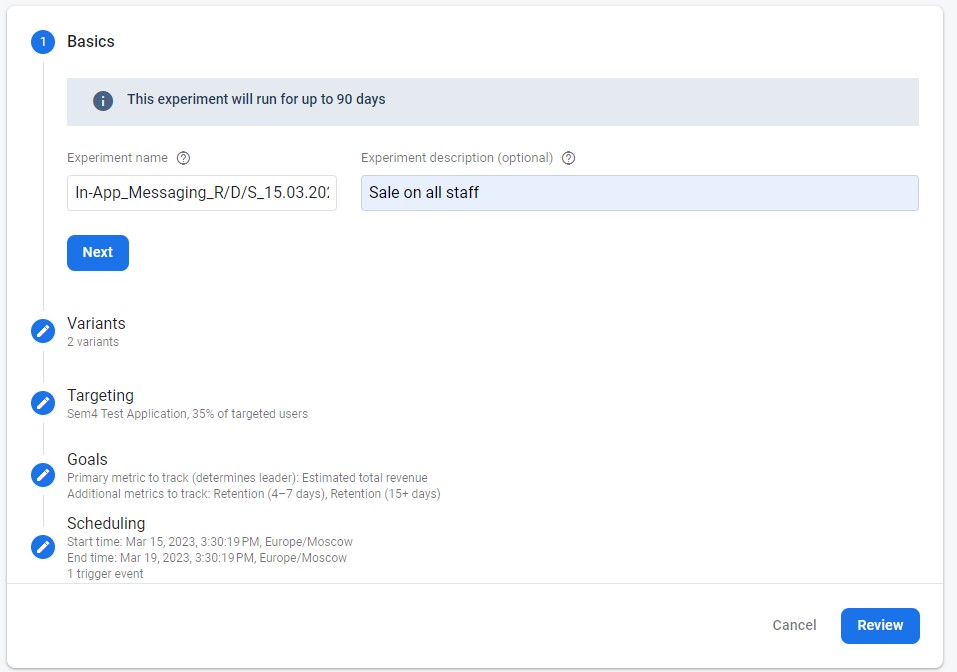 1 Basics
This experiment will run for up to 90 days
Experiment name
Experiment description (optional)
In-App_Messaging_R/D/S_15.03.202
Sale on all staff
Next
Variants
2 variants
Targeting
Sem4 Test Application, 35% of targeted users
Goals
Primary metric to track (determines leader): Estimated total revenue
Additional metrics to track: Retention (4–7 days), Retention (15+ days)
Scheduling
Start time: Mar 15, 2023, 3:30:19 PM, Europe/Moscow
End time: Mar 19, 2023, 3:30:19 PM, Europe/Moscow
1 trigger event
Cancel
Review